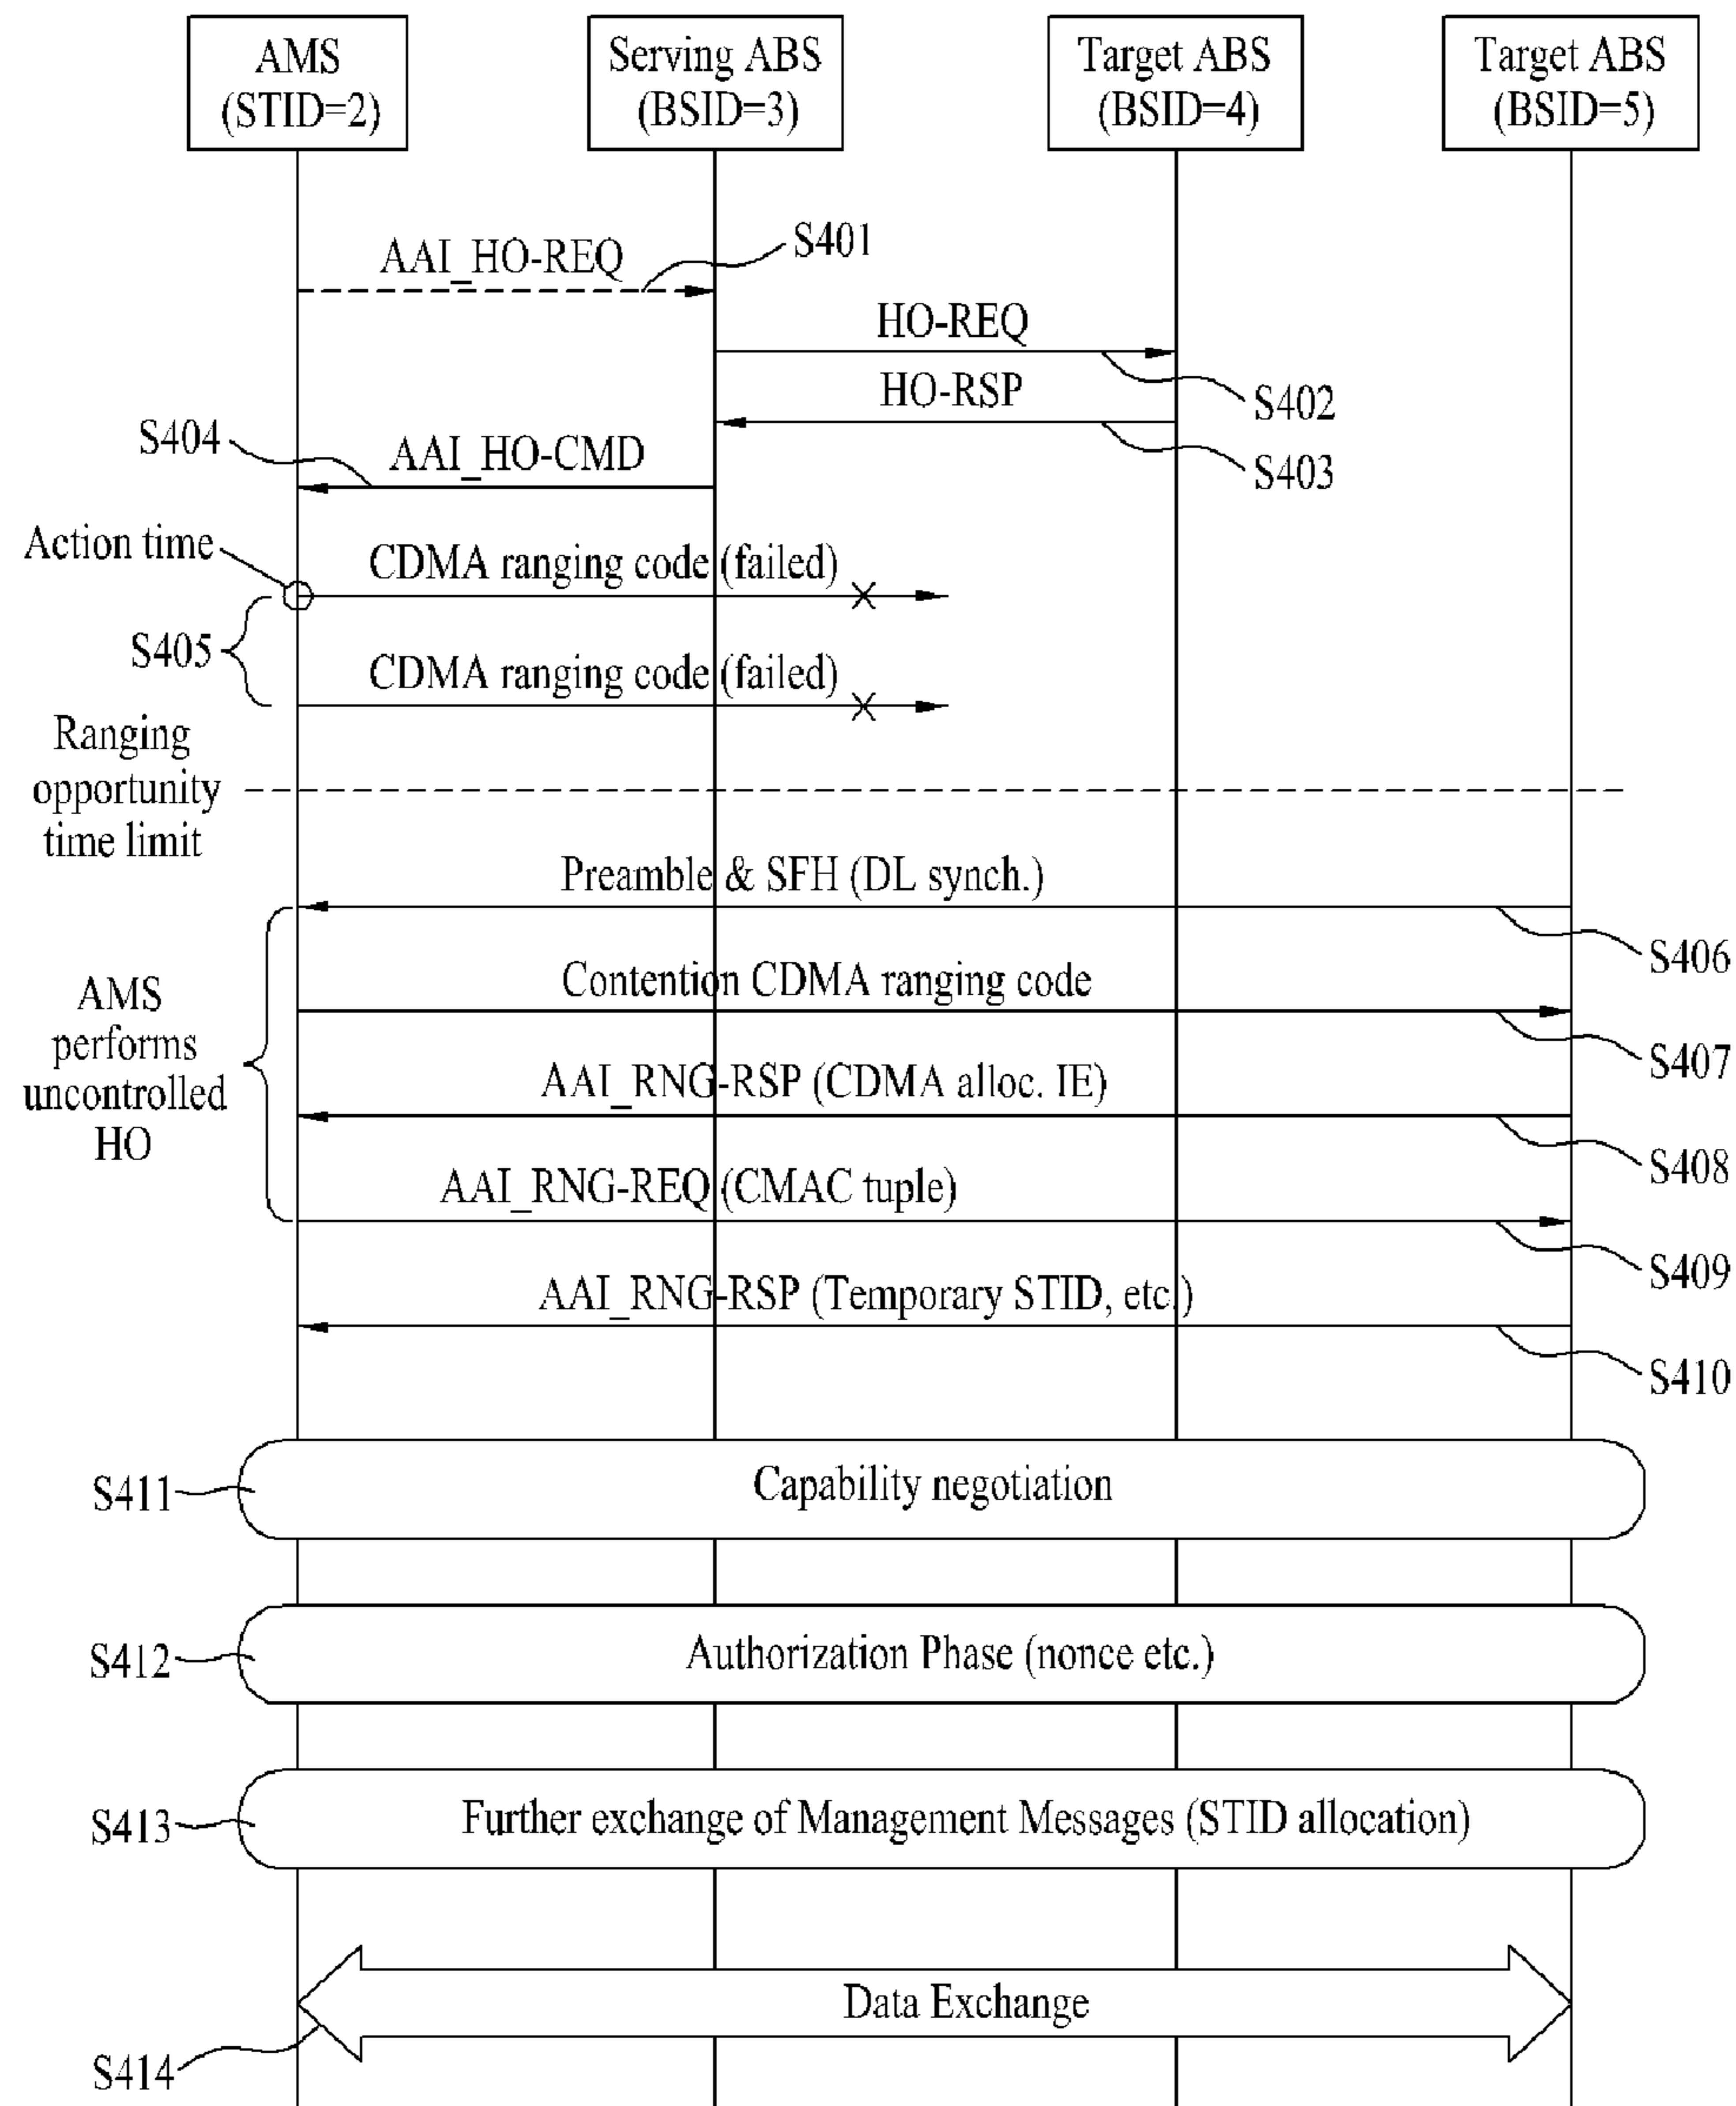 AMS
(STID=2)
Serving ABS
(BSID=3)
Target ABS
(BSID=4)
Target ABS
(BSID=5)
AAI_HO-REQ
S401
HO-REQ
S402
HO-RSP
S403
S404
AAI_HO-CMD
Action time
CDMA ranging code (failed)
S405
CDMA ranging code (failed)
Ranging
opportunity
time limit
Preamble & SFH (DL synch.)
S406
Contention CDMA ranging code
S407
AMS
performs
uncontrolled
HO
AAI_RNG-RSP (CDMA alloc. IE)
S408
AAI_RNG-REQ (CMAC tuple)
S409
AAI_RNG-RSP (Temporary STID, etc.)
S410
S411
Capability negotiation
S412
Authorization Phase (nonce etc.)
S413
Further exchange of Management Messages (STID allocation)
Data Exchange
S414